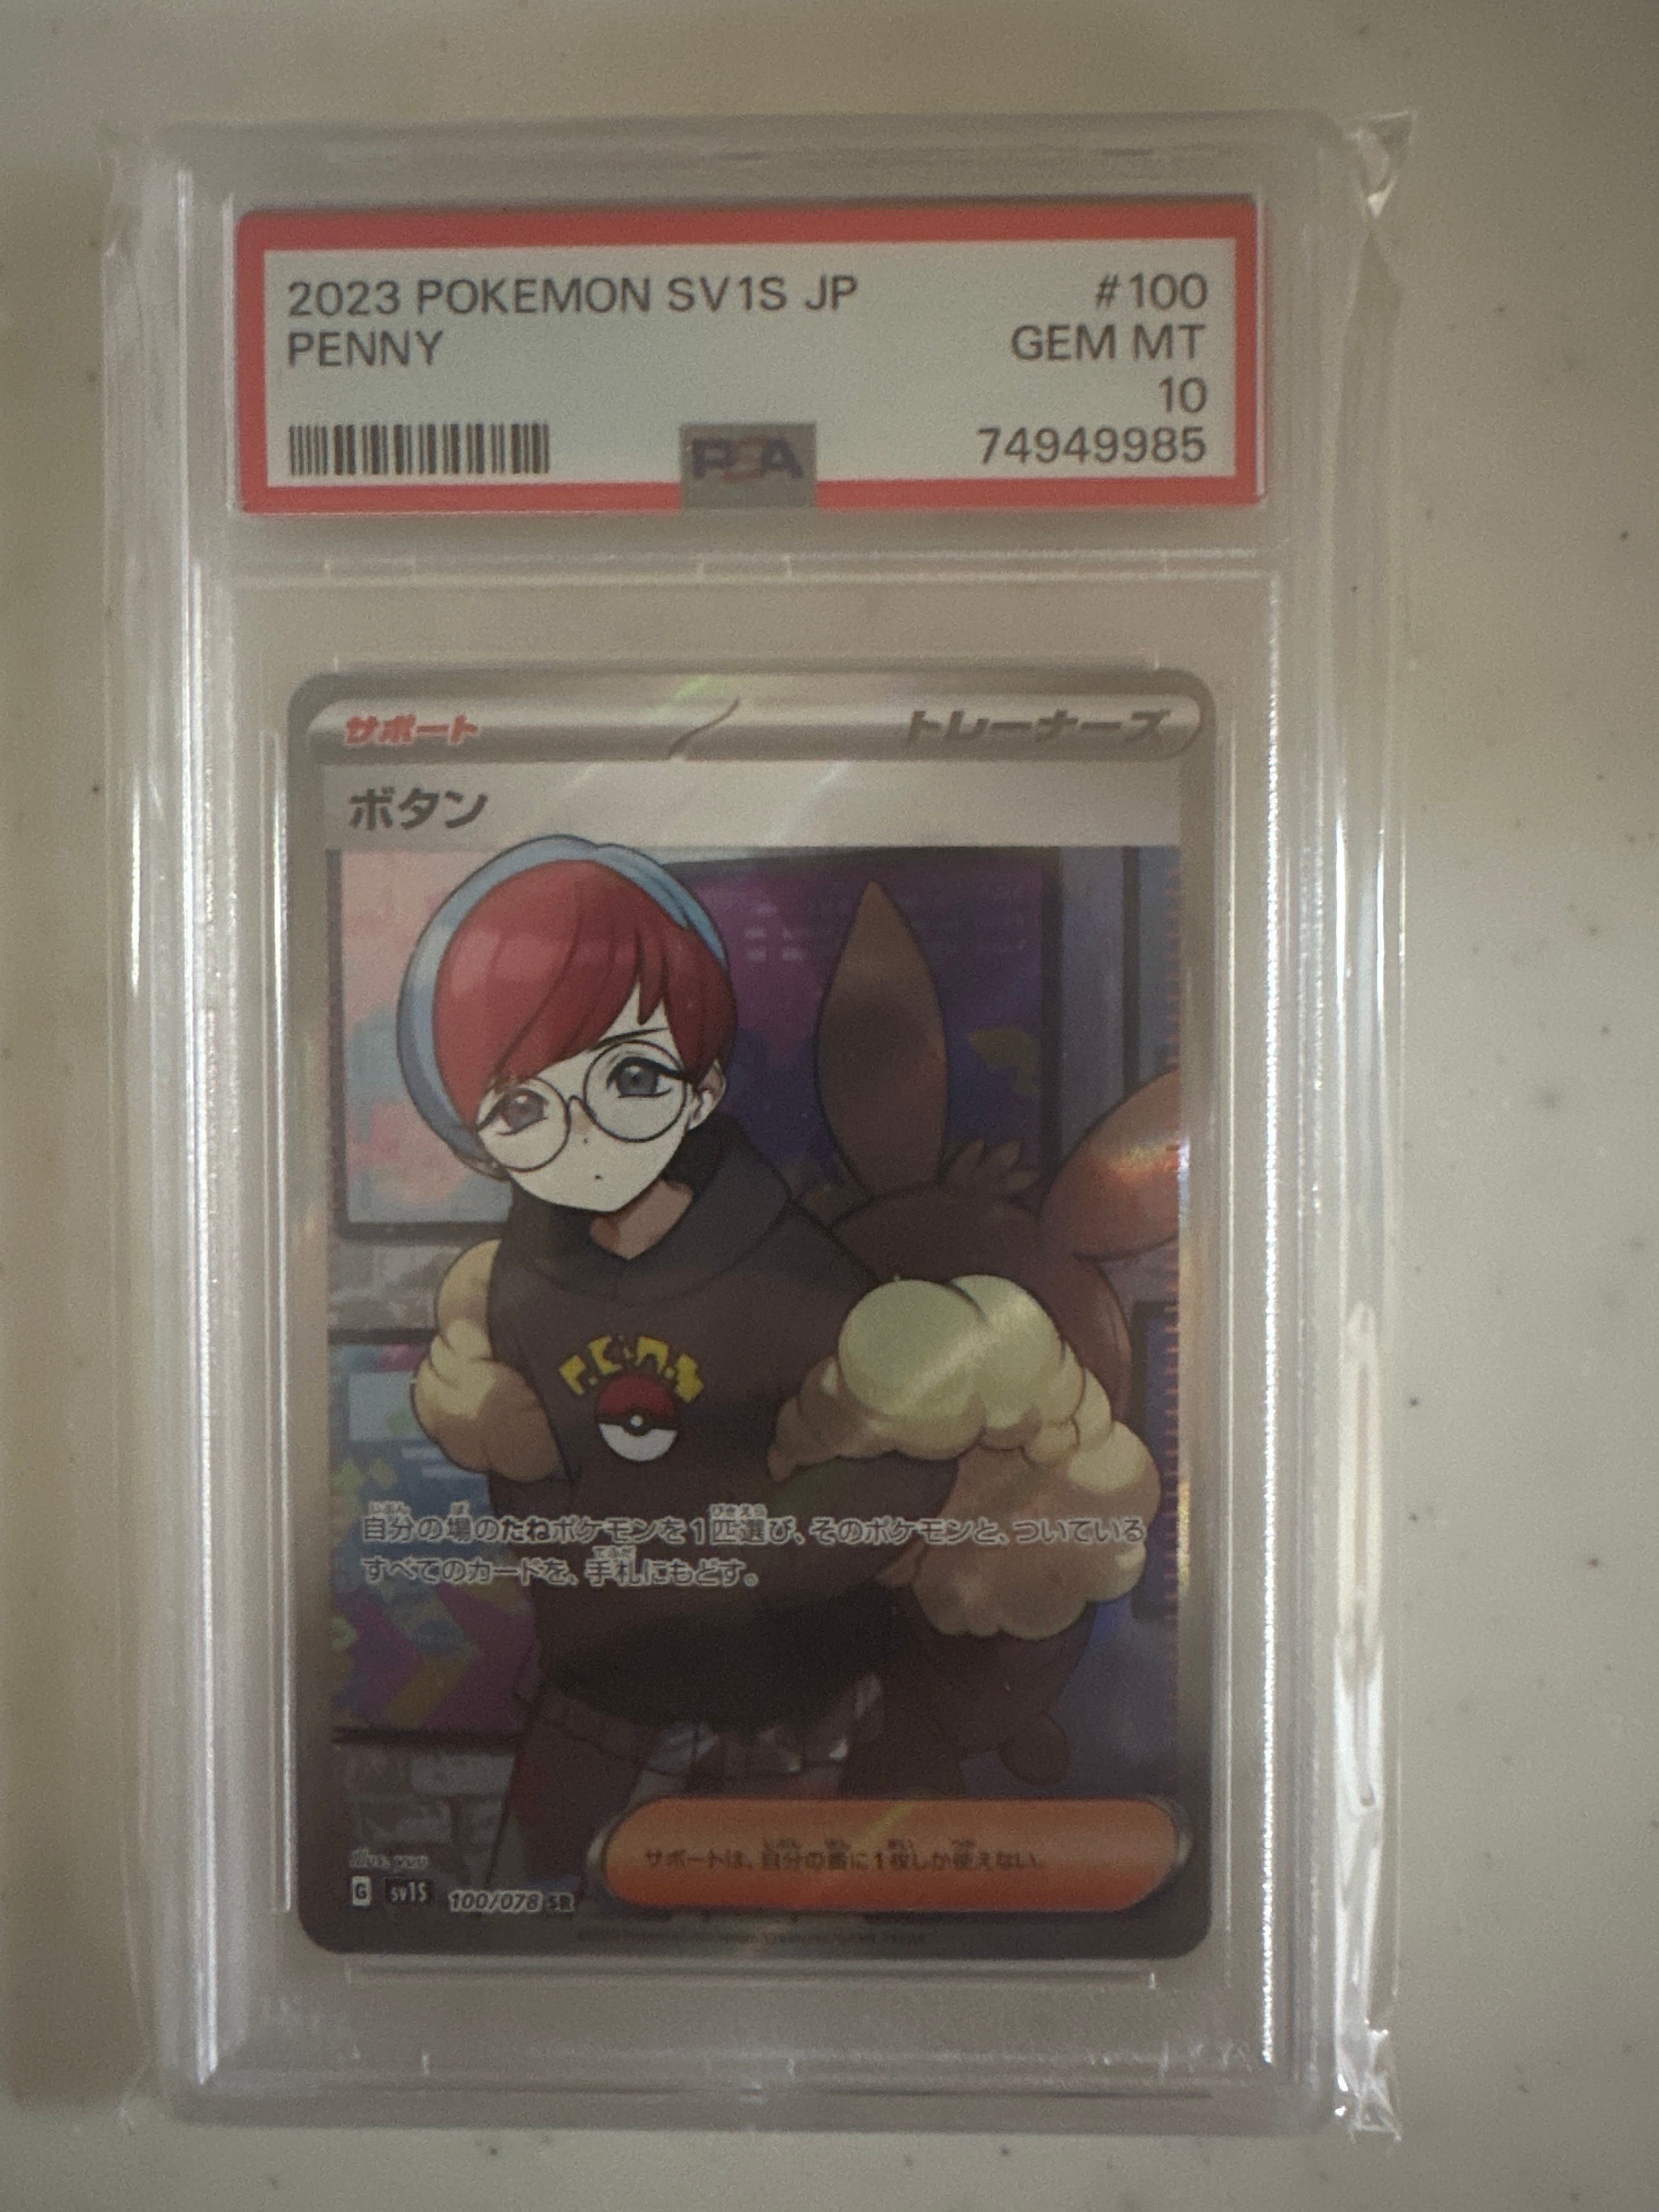 2023 POKEMON SV1S JP #100
PENNY GEM MT
10
PSA 74949985
サポート トレーナーズ
ボタン
自分の場のたねポケモンを1匹選び、そのポケモンと、ついている
すべてのカードを、手札にもどす。
サポートは、自分の番に1枚しか使えない。
illus.
G sv1S 100/078 SR